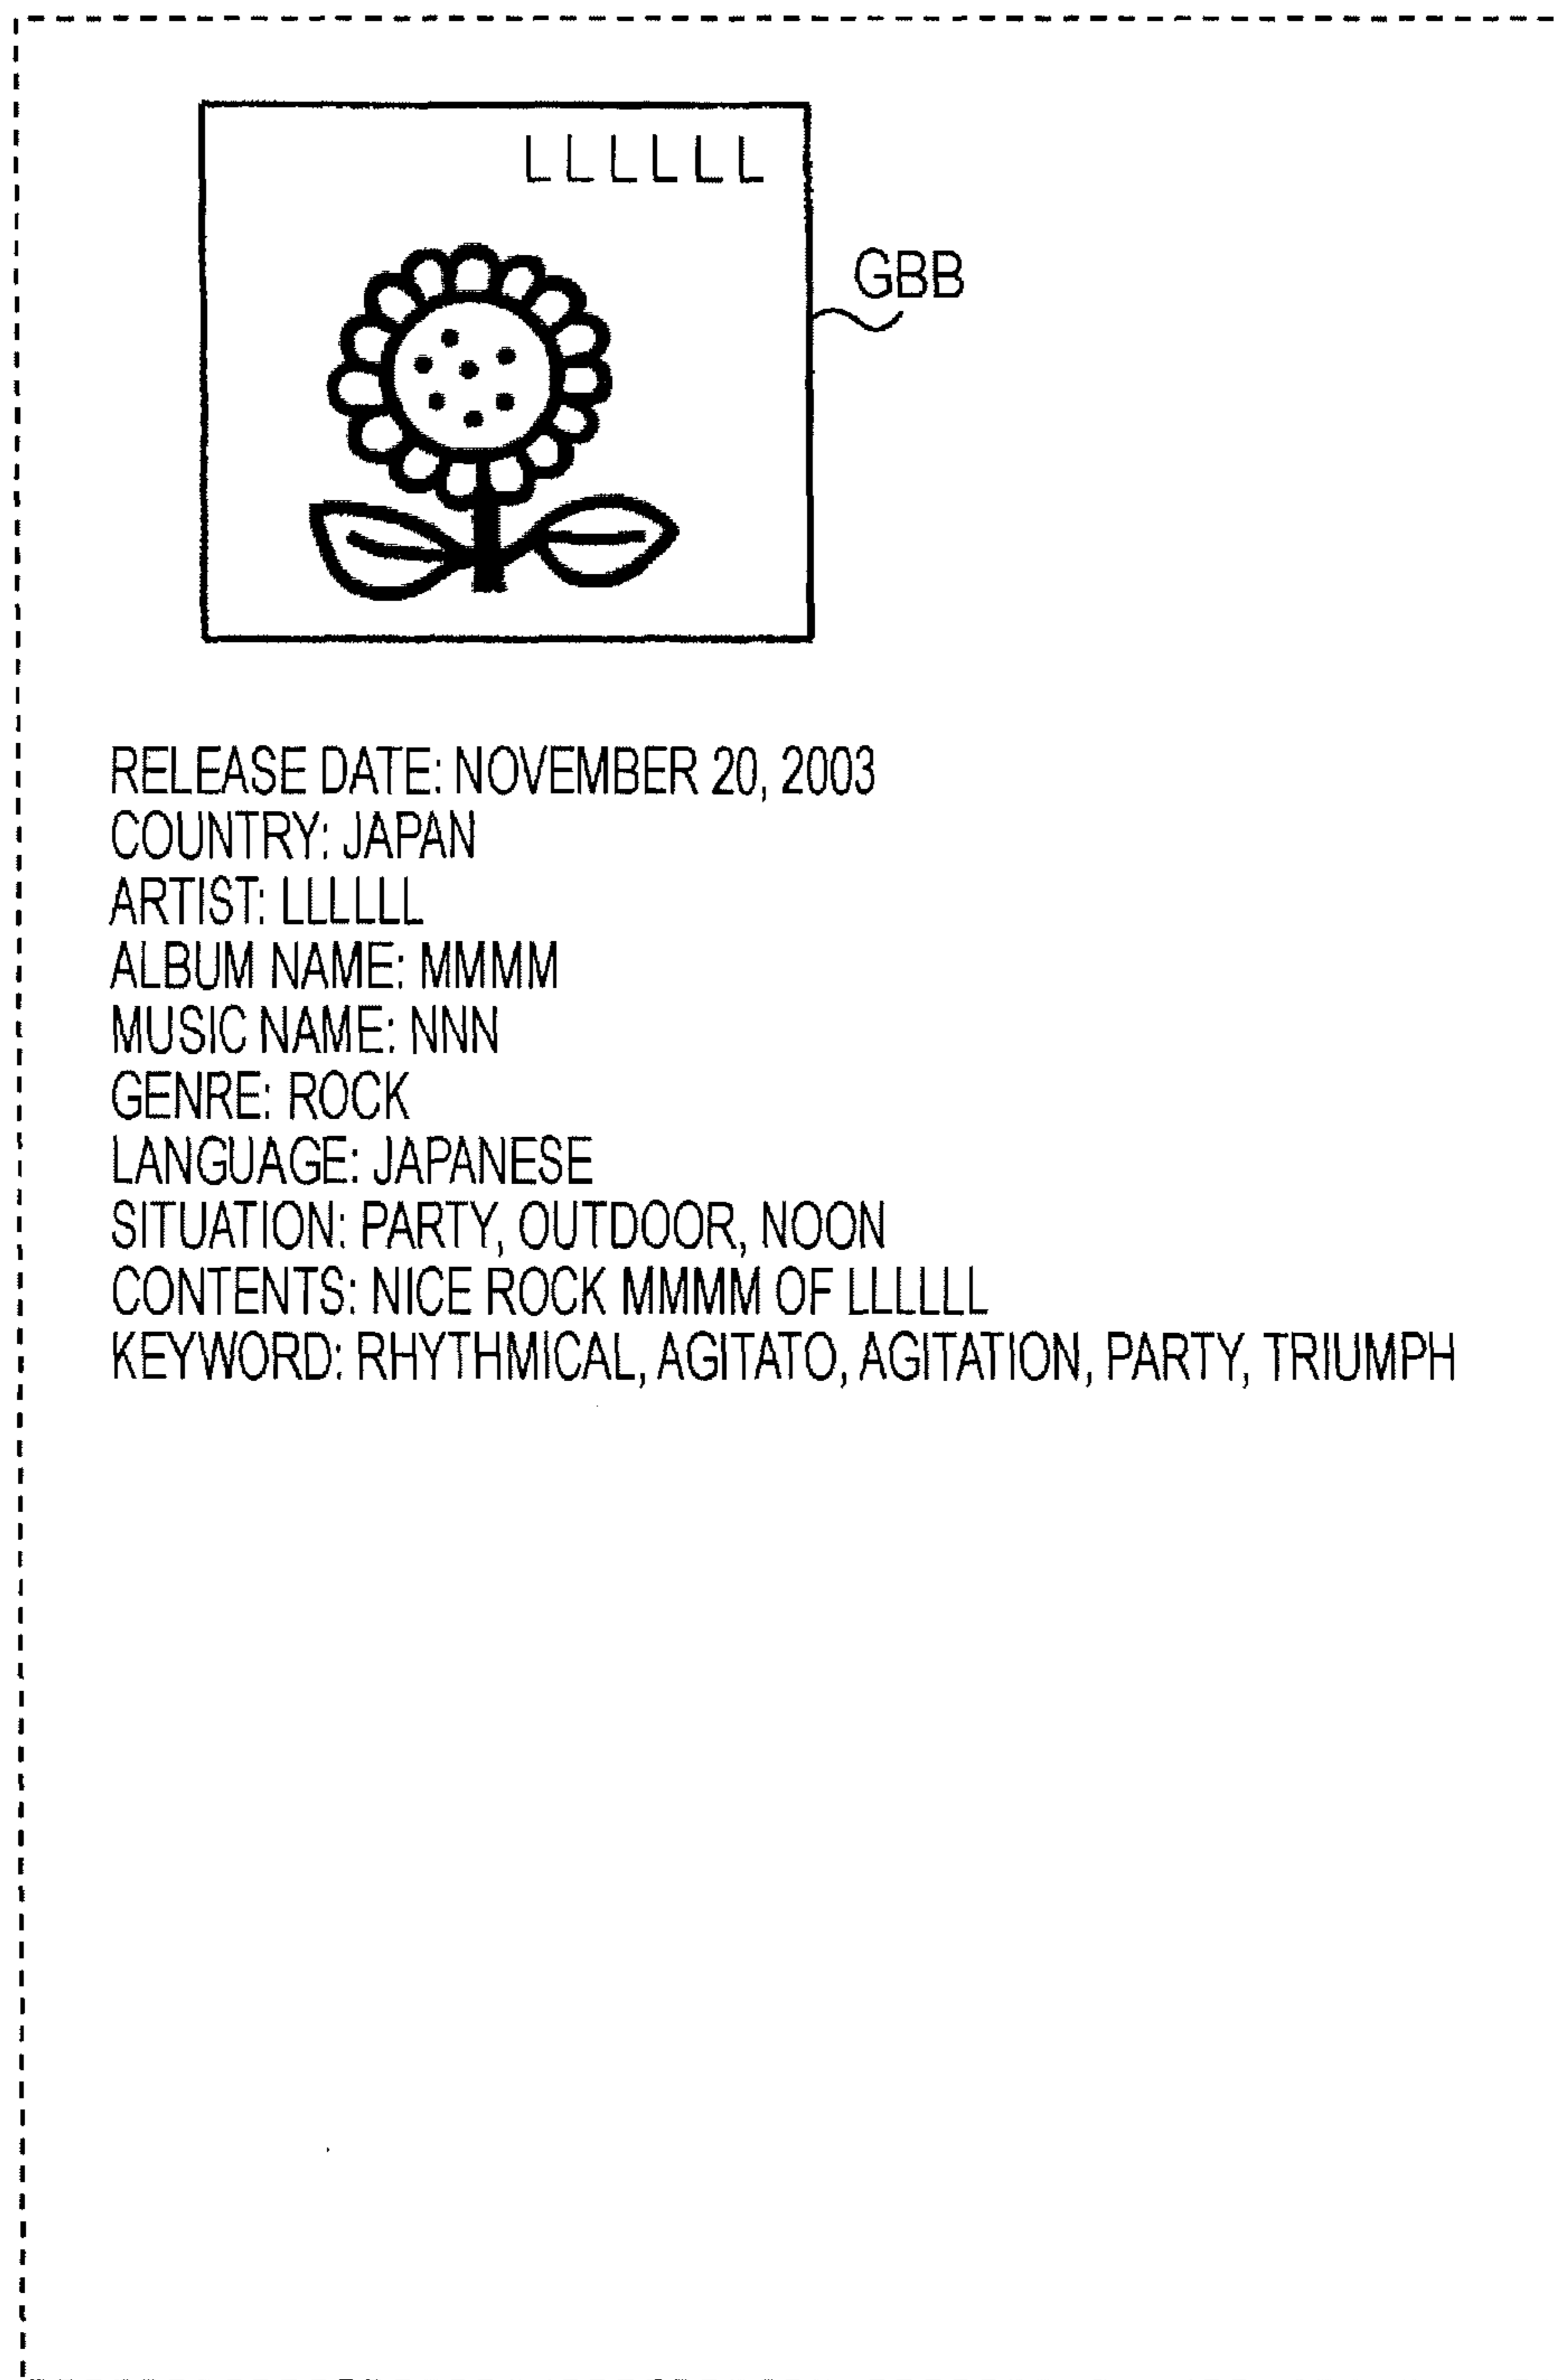 LLLLLL
GBB
RELEASE DATE: NOVEMBER 20, 2003
COUNTRY: JAPAN
ARTIST: LLLLLL
ALBUM NAME: MMMM
MUSIC NAME: NNN
GENRE: ROCK
LANGUAGE: JAPANESE
SITUATION: PARTY, OUTDOOR, NOON
CONTENTS: NICE ROCK MMMM OF LLLLLL
KEYWORD: RHYTHMICAL, AGITATO, AGITATION, PARTY, TRIUMPH